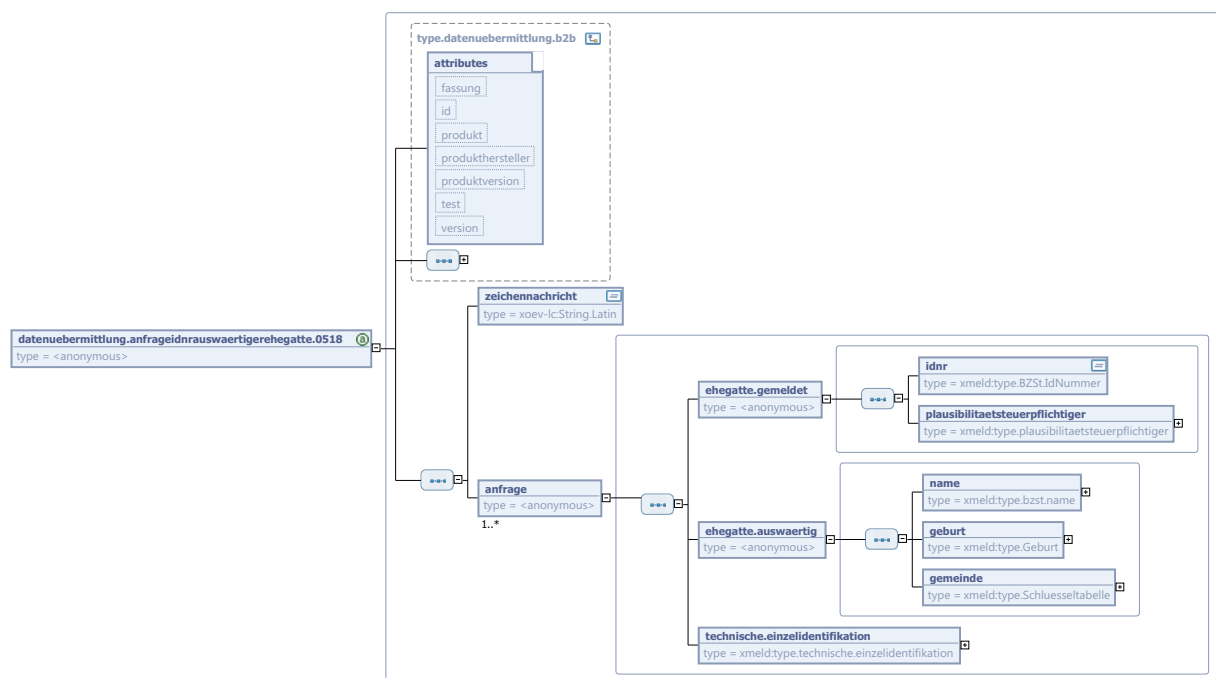 type.datenuebermittlung.b2b
attributes
fassung
id
produkt
produkthersteller
produktversion
test
version
zeichennachricht
type = xoev-lc:String.Latin
datenuebermittlung.anfrageidnrauswaertigerehegatte.0518
a
type = <anonymous>
idnr
type = xmeld:type.BZSt.IdNummer
ehegatte.gemeldet
type = <anonymous>
plausibilitaetsteuerpflichtiger
type = xmeld:type.plausibilitaetsteuerpflichtiger
anfrage
type = <anonymous>
1..*
name
type = xmeld:type.bzst.name
ehegatte.auswaertig
type = <anonymous>
geburt
type = xmeld:type.Geburt
gemeinde
type = xmeld:type.Schluesseltabelle
technische.einzelidentifikation
type = xmeld:type.technische.einzelidentifikation